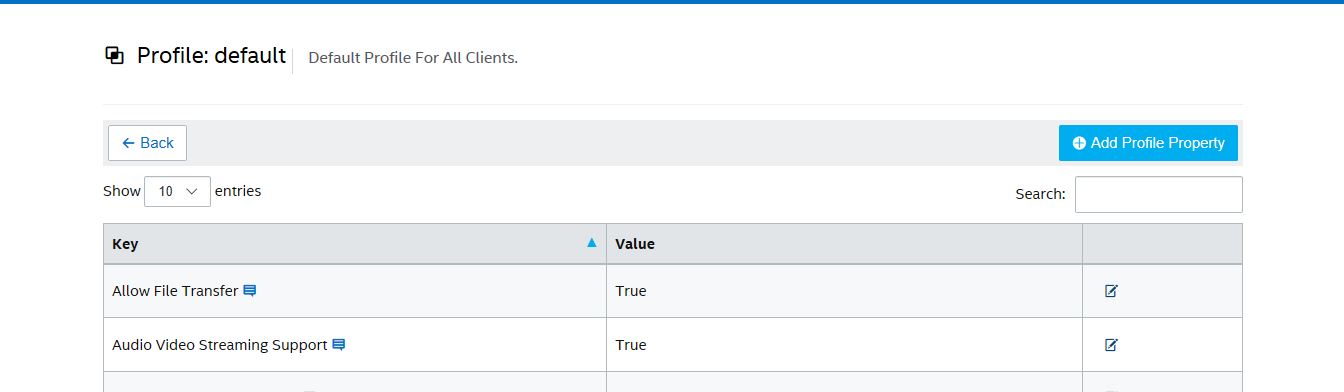 Profile: default Default Profile For All Clients.
Back Add Profile Property
Show 10 entries Search:
Key Value
Allow File Transfer True
Audio Video Streaming Support True